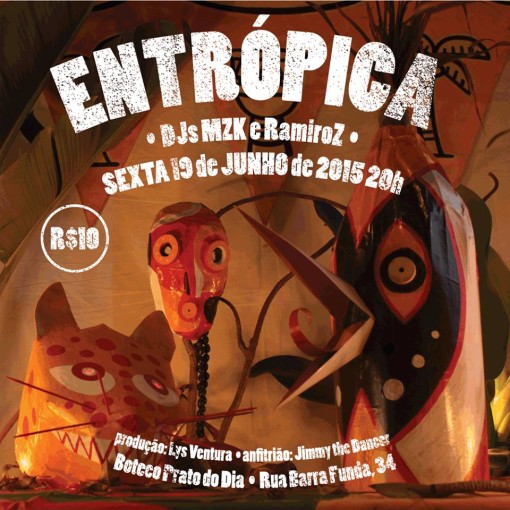 ENTRÓPICA
• DJs MZK e RamiroZ •
SEXTA 19 de JUNHO de 2015 20h
R$10
produção: Lys Ventura • anfitrião: Jimmy the Dancer
Boteco Prato do Dia • Rua Barra Funda, 34